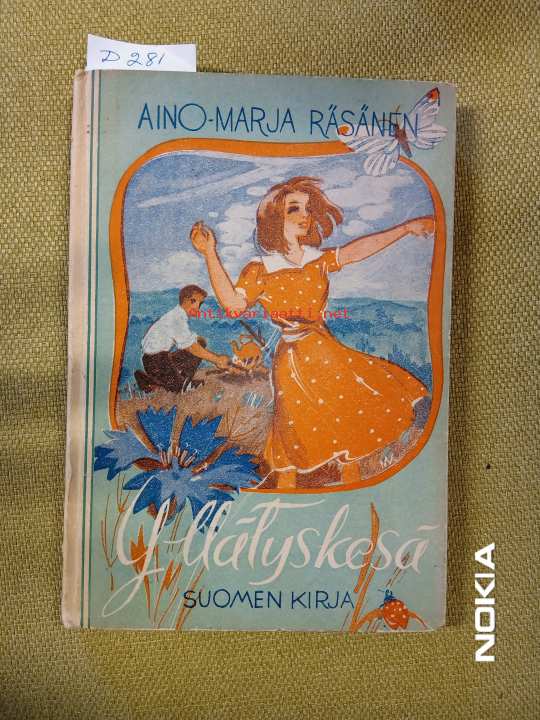 D 281
AINO-MARJA RÄSÄNEN
Antikvariaatti.net
Yllätyskesä
SUOMEN KIRJA
NOKIA